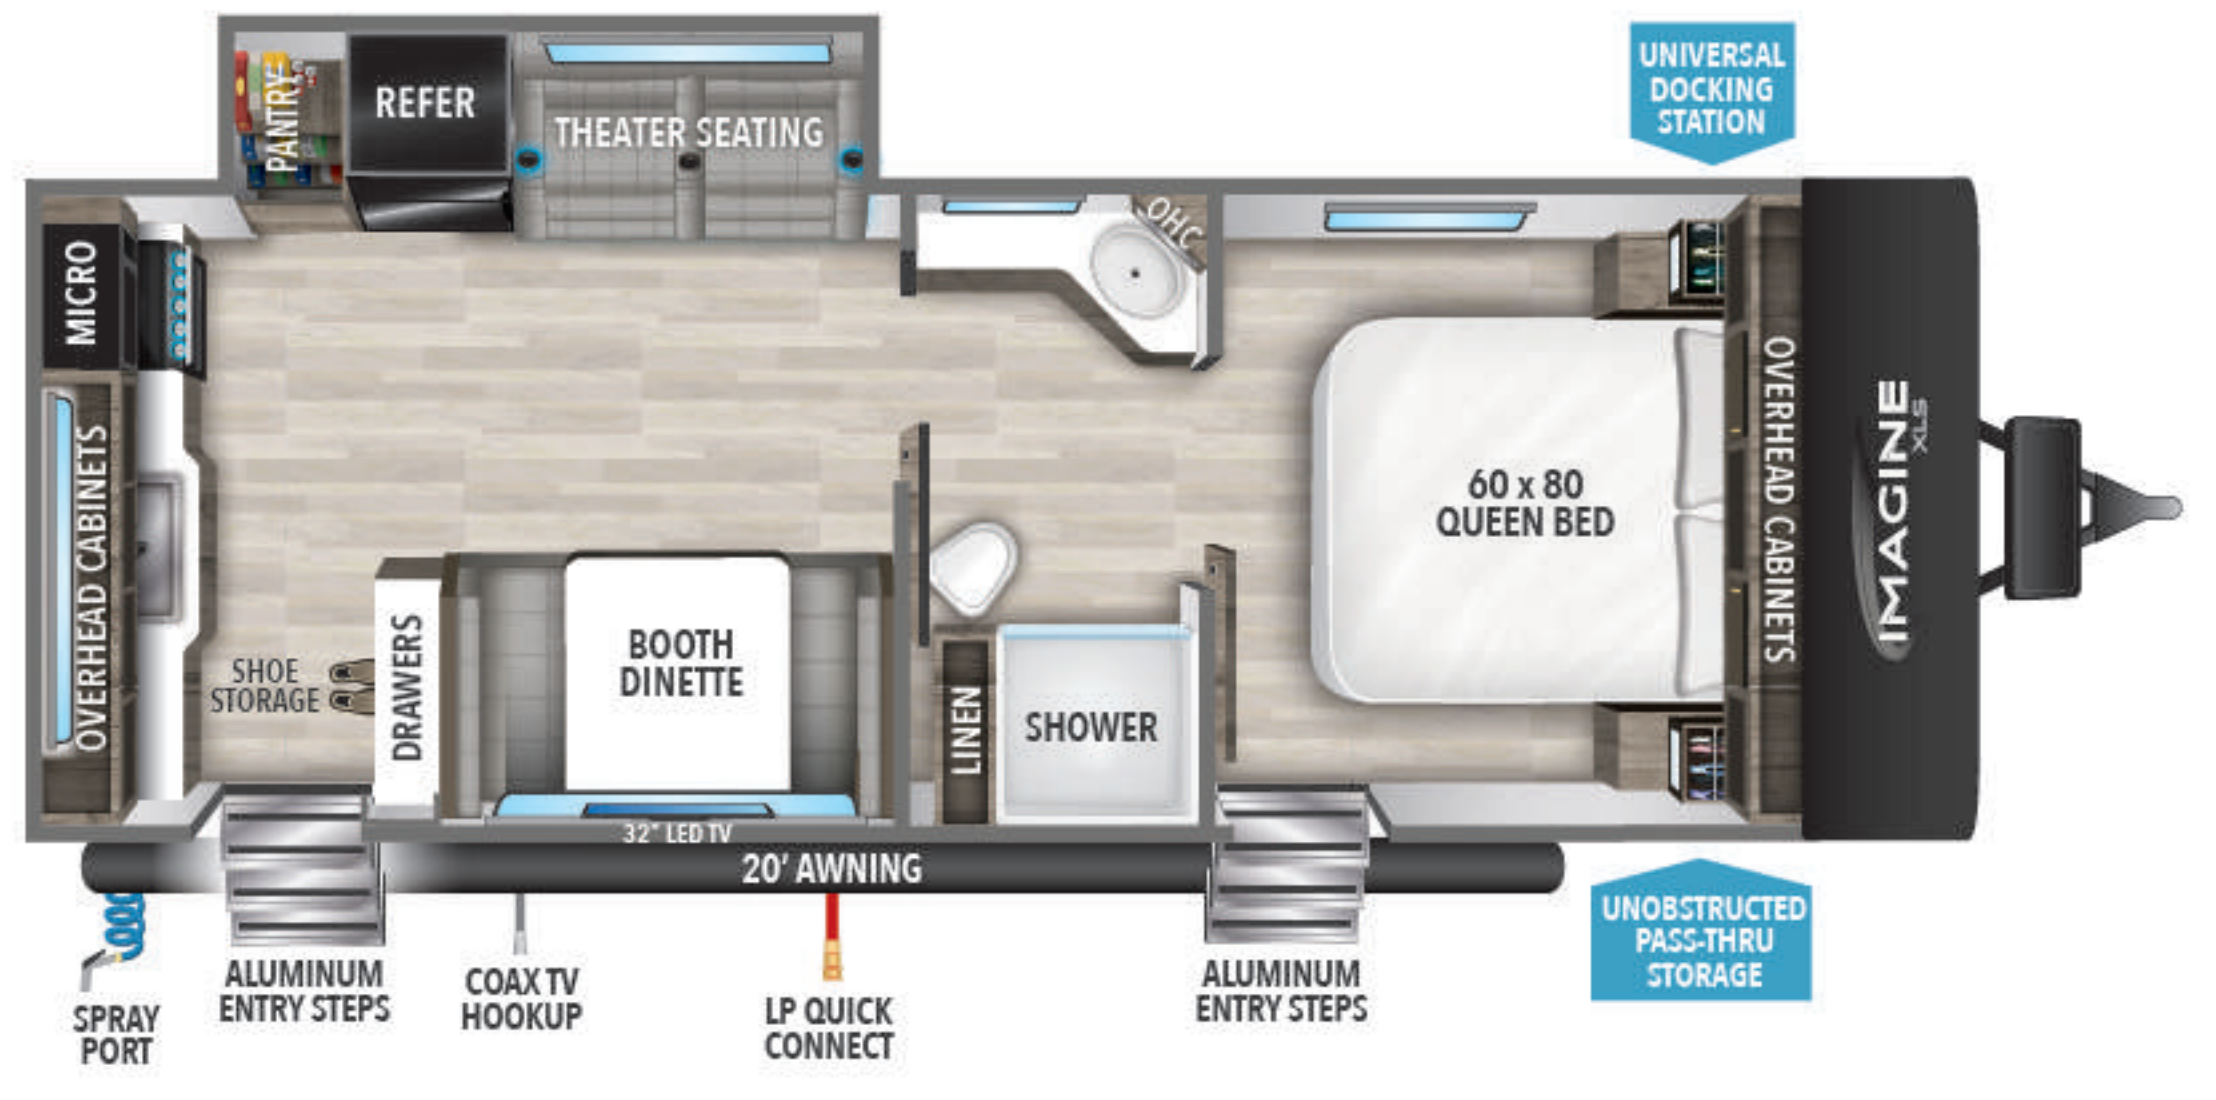 UNIVERSAL
DOCKING
STATION
PANTRY
REFER
THEATER SEATING
OHC
MICRO
OVERHEAD CABINETS
60 x 80
QUEEN BED
OVERHEAD CABINETS
IMAGINE
XLS
SHOE
STORAGE
DRAWERS
BOOTH
DINETTE
LINEN
SHOWER
32" LED TV
20' AWNING
UNOBSTRUCTED
PASS-THRU
STORAGE
SPRAY
PORT
ALUMINUM
ENTRY STEPS
COAX TV
HOOKUP
LP QUICK
CONNECT
ALUMINUM
ENTRY STEPS